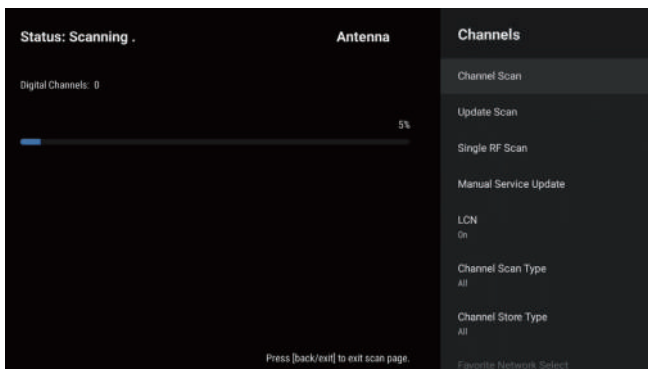 Status: Scanning .
Antenna
Digital Channels: 0
5%
Press [back/exit] to exit scan page.
Channels
Channel Scan
Update Scan
Single RF Scan
Manual Service Update
LCN
On
Channel Scan Type
All
Channel Store Type
All
Favorite Network Select